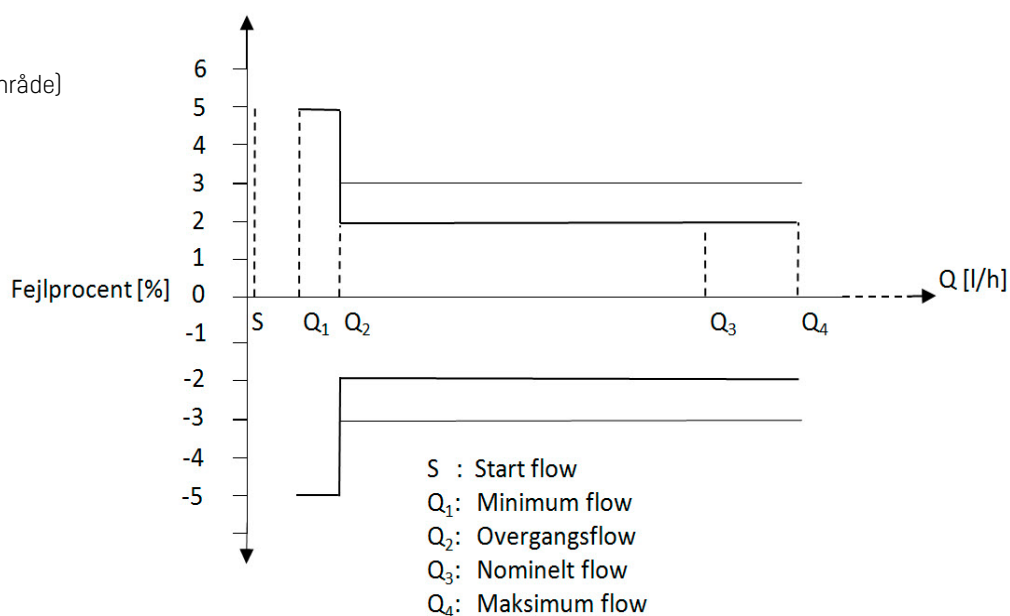 nråde)
6
5
4
3
2
1
Fejlprocent [%] 0
Q [l/h]
S Q₁ Q₂ Q₃ Q₄
-1
-2
-3
-4
-5
S : Start flow
Q₁: Minimum flow
Q₂: Overgangsflow
Q₃: Nominelt flow
Q₄: Maksimum flow